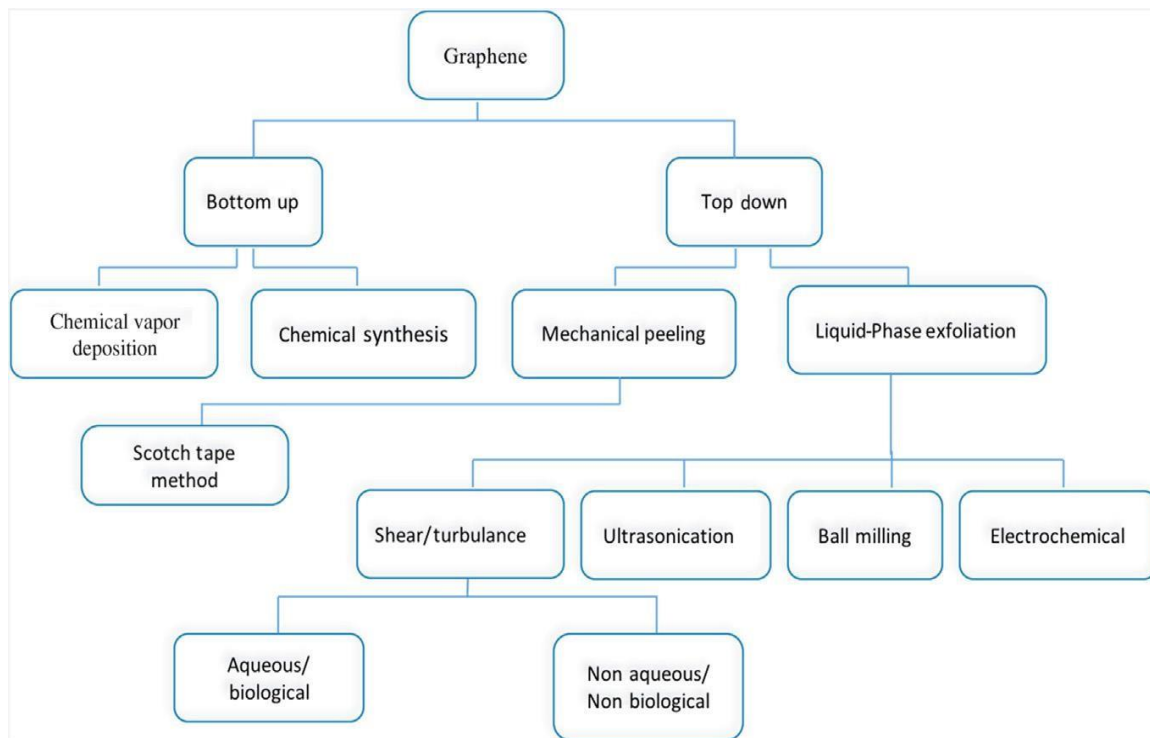 Graphene
Bottom up
Top down
Chemical vapor
deposition
Chemical synthesis
Mechanical peeling
Liquid-Phase exfoliation
Scotch tape
method
Shear/turbulance
Ultrasonication
Ball milling
Electrochemical
Aqueous/
biological
Non aqueous/
Non biological